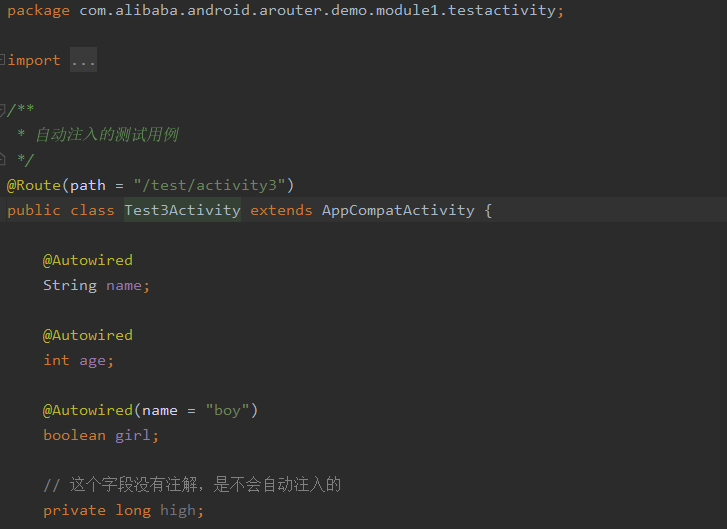 package com.alibaba.android.arouter.demo.module1.testactivity;
import ...
/**
* 自动注入的测试用例
*/
@Route(path = "/test/activity3")
public class Test3Activity extends AppCompatActivity {
@Autowired
String name;
@Autowired
int age;
@Autowired(name = "boy")
boolean girl;
// 这个字段没有注解，是不会自动注入的
private long high;